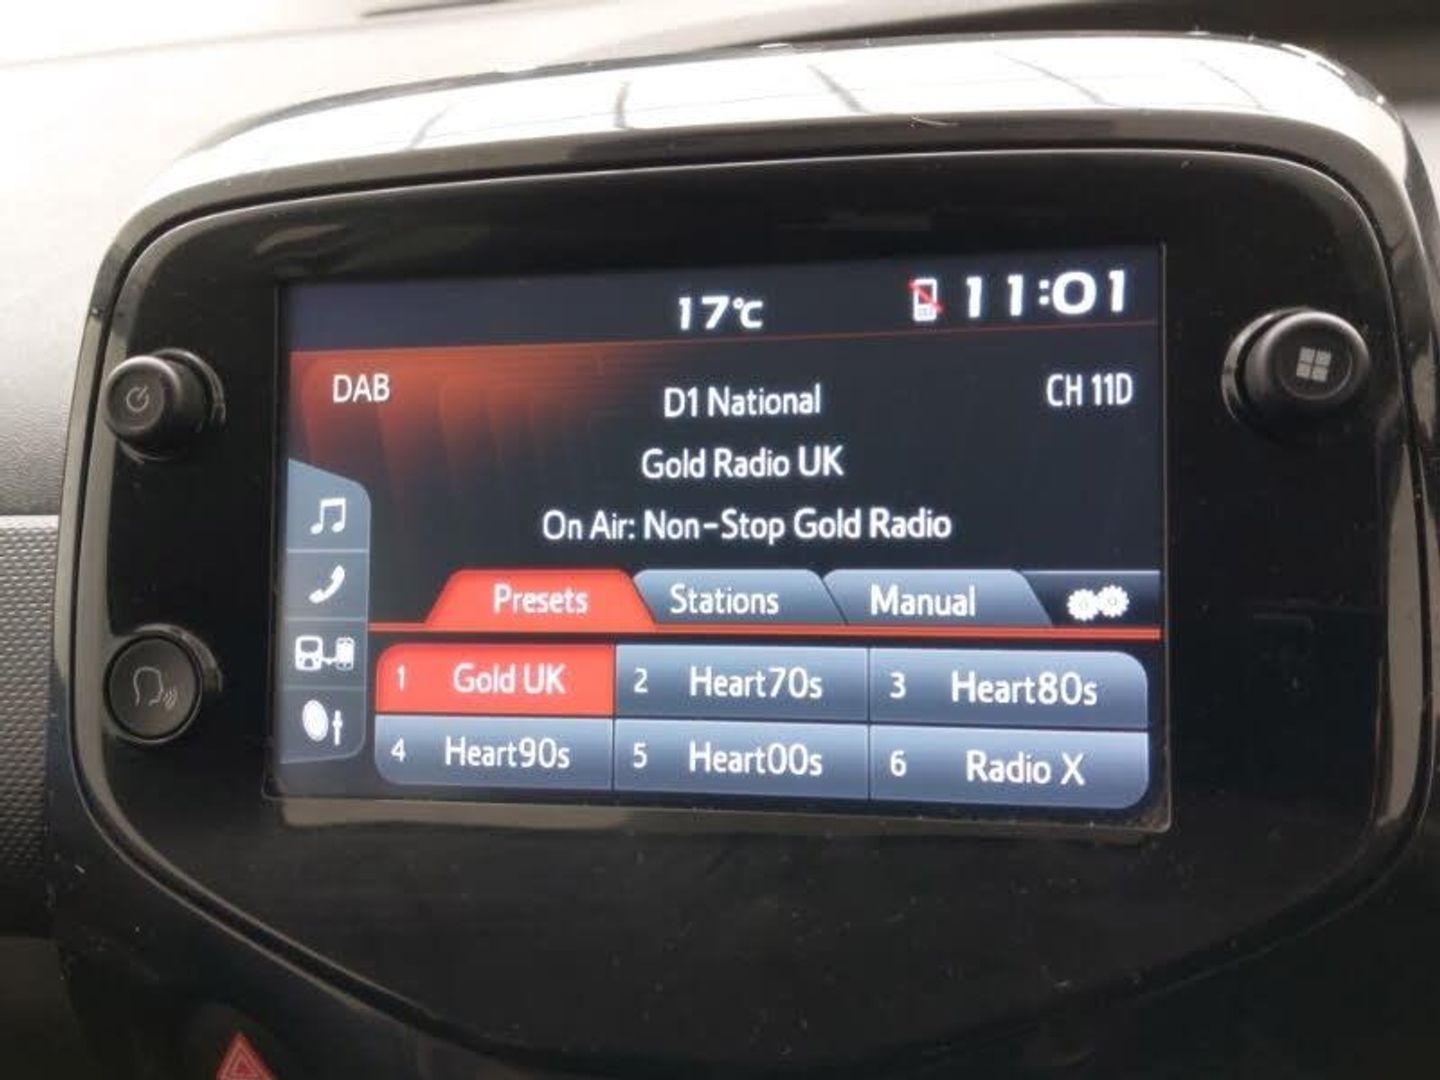 17°C 11:01
DAB D1 National CH 11D
Gold Radio UK
On Air: Non-Stop Gold Radio
Presets Stations Manual
1 Gold UK 2 Heart70s 3 Heart80s
4 Heart90s 5 Heart00s 6 Radio X